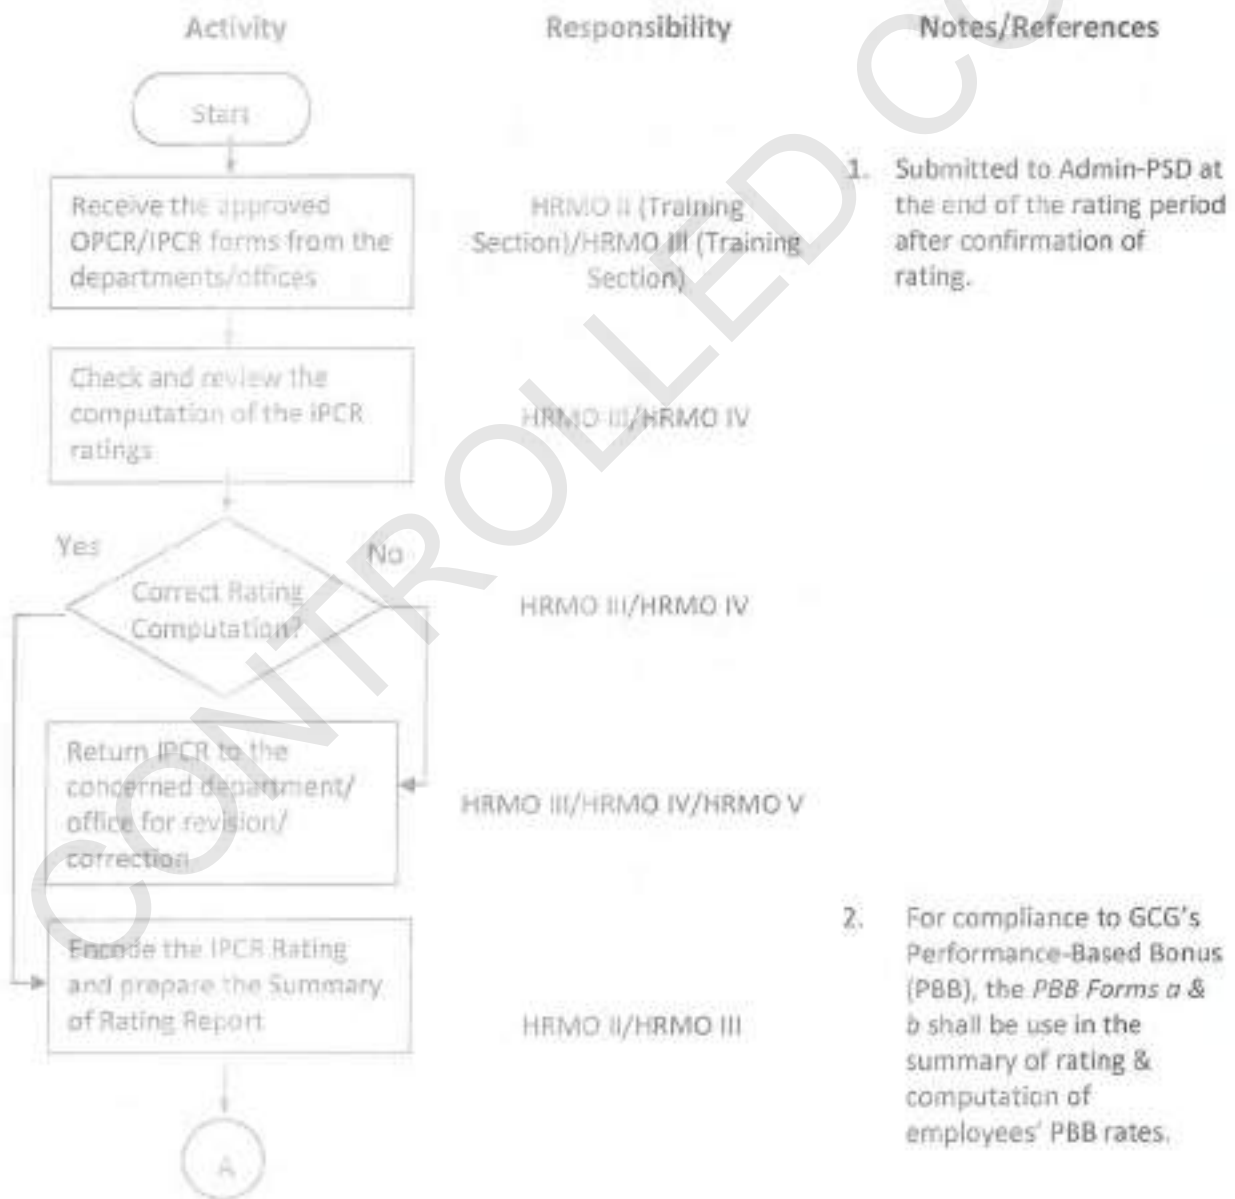 Activity Responsibility Notes/References
Start
Receive the approved
OPCR/IPCR forms from the
departments/offices
HRMO II (Training
Section)/HRMO III (Training
Section)
1. Submitted to Admin-PSD at
the end of the rating period
after confirmation of
rating.
Check and review the
computation of the IPCR
ratings
HRMO III/HRMO IV
Yes
No
Correct Rating
Computation?
HRMO III/HRMO IV
Return IPCR to the
concerned department/
office for revision/
correction
HRMO III/HRMO IV/HRMO V
Encode the IPCR Rating
and prepare the Summary
of Rating Report
HRMO II/HRMO III
2. For compliance to GCG's
Performance-Based Bonus
(PBB), the PBB Forms a &
b shall be use in the
summary of rating &
computation of
employees' PBB rates.
A
CONTROLLED CO